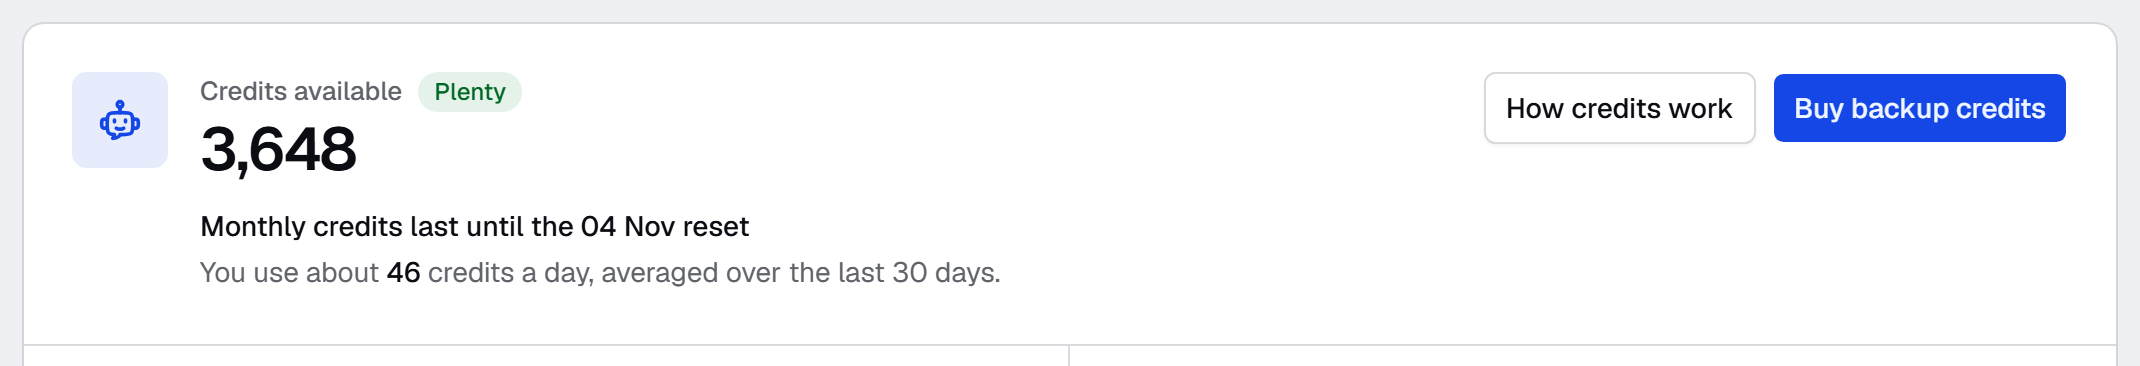 Credits available Plenty
3,648
Monthly credits last until the 04 Nov reset
You use about 46 credits a day, averaged over the last 30 days.
How credits work
Buy backup credits